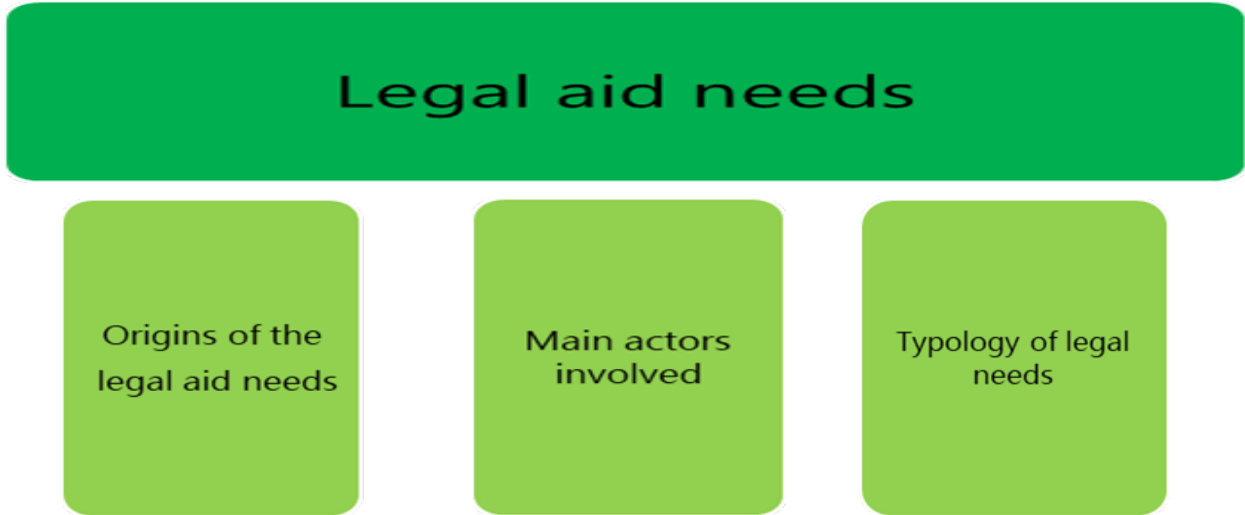 Legal aid needs
Origins of the
legal aid needs
Main actors
involved
Typology of legal
needs